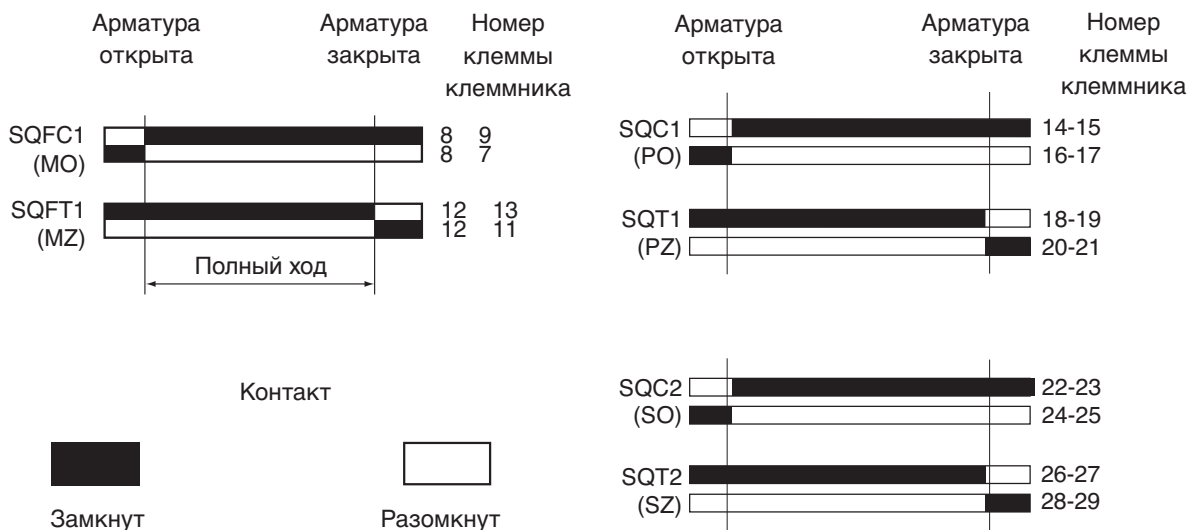 Арматура открыта
Арматура закрыта
Номер клеммы клеммника
SQFC1 (MO)
8 9
8 7
SQFT1 (MZ)
12 13
12 11
Полный ход
Контакт
Замкнут
Разомкнут
Арматура открыта
Арматура закрыта
Номер клеммы клеммника
SQC1 (PO)
14-15
16-17
SQT1 (PZ)
18-19
20-21
SQC2 (SO)
22-23
24-25
SQT2 (SZ)
26-27
28-29